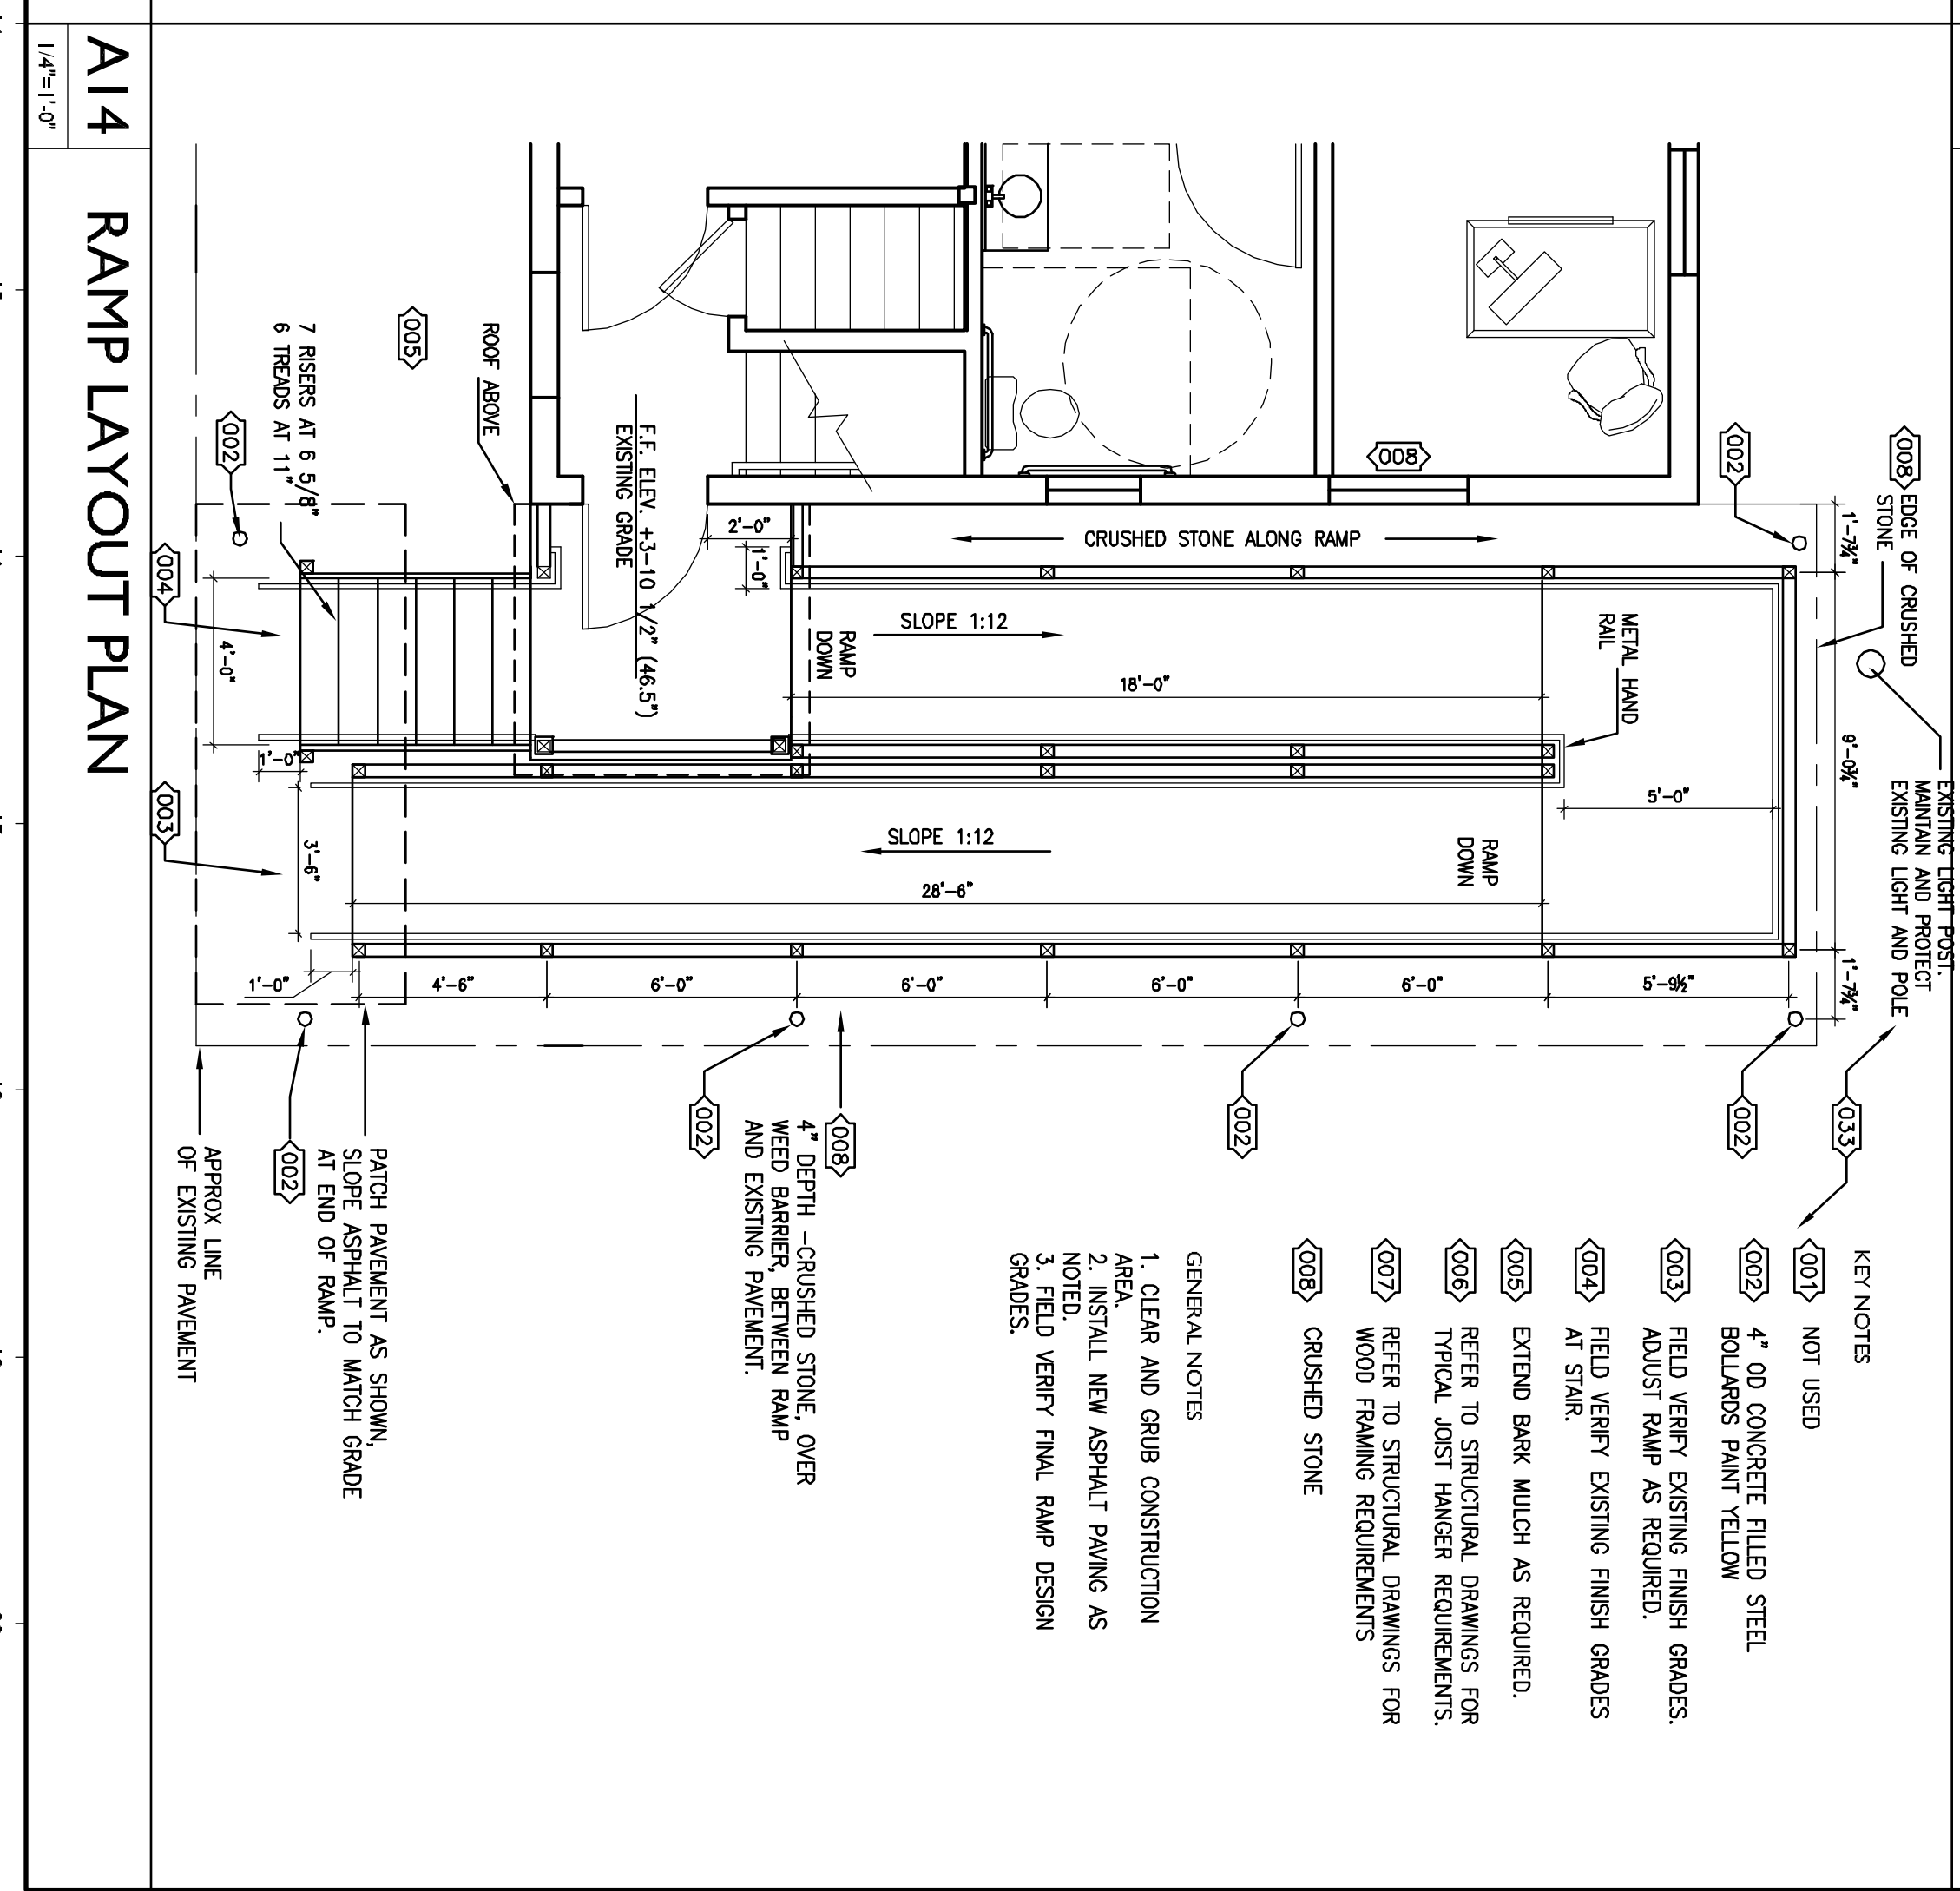 KEY NOTES
001 NOT USED
002 4" OD CONCRETE FILLED STEEL
BOLLARDS PAINT YELLOW
003 FIELD VERIFY EXISTING FINISH GRADES.
ADJUST RAMP AS REQUIRED.
004 FIELD VERIFY EXISTING FINISH GRADES
AT STAIR.
005 EXTEND BARK MULCH AS REQUIRED.
006 REFER TO STRUCTURAL DRAWINGS FOR
TYPICAL JOIST HANGER REQUIREMENTS.
007 REFER TO STRUCTURAL DRAWINGS FOR
WOOD FRAMING REQUIREMENTS
008 CRUSHED STONE
GENERAL NOTES
1. CLEAR AND GRUB CONSTRUCTION
AREA.
2. INSTALL NEW ASPHALT PAVING AS
NOTED.
3. FIELD VERIFY FINAL RAMP DESIGN
GRADES.
EXISTING LIGHT POST.
MAINTAIN AND PROTECT
EXISTING LIGHT AND POLE
033
008
EDGE OF CRUSHED
STONE
002
1'-7¾"
9'-0¾"
1'-7¾"
002
METAL HAND
RAIL
5'-0"
5'-9½"
008
CRUSHED STONE ALONG RAMP
SLOPE 1:12
18'-0"
RAMP
DOWN
RAMP
DOWN
SLOPE 1:12
28'-6"
6'-0"
6'-0"
6'-0"
6'-0"
4'-6"
1'-0"
002
002
008
4" DEPTH -CRUSHED STONE, OVER
WEED BARRIER, BETWEEN RAMP
AND EXISTING PAVEMENT.
2'-0"
1'-0"
F.F. ELEV. +3-10 1/2" (46.5")
EXISTING GRADE
ROOF ABOVE
005
7 RISERS AT 6 5/8"
6 TREADS AT 11"
002
004
4'-0"
1'-0"
003
3'-6"
PATCH PAVEMENT AS SHOWN,
SLOPE ASPHALT TO MATCH GRADE
AT END OF RAMP.
002
APPROX LINE
OF EXISTING PAVEMENT
A14 RAMP LAYOUT PLAN
1/4"=1'-0"